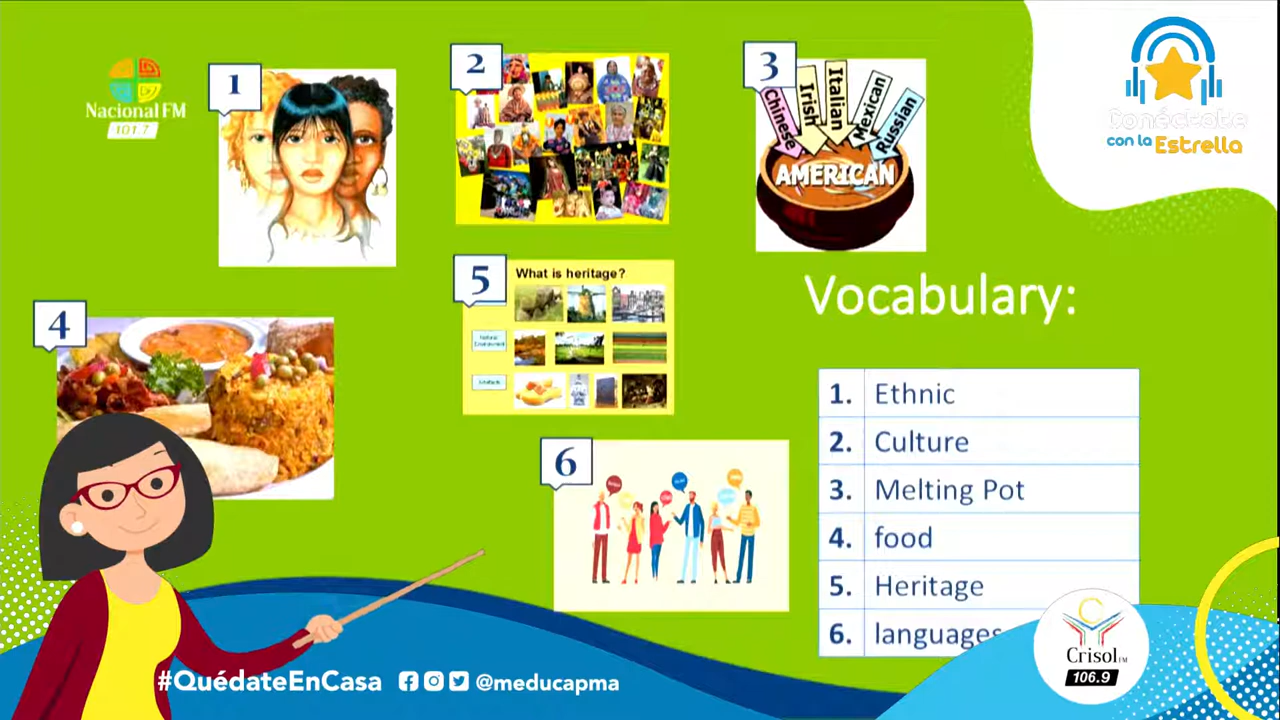 Nacional FM
101.7
1
2
3
Chinese
Irish
Italian
Mexican
Russian
AMERICAN
Conéctate
con la Estrella
4
5
What is heritage?
Vocabulary:
6
1. Ethnic
2. Culture
3. Melting Pot
4. food
5. Heritage
6. languages
Crisol FM
106.9
#QuédateEnCasa @meducapma